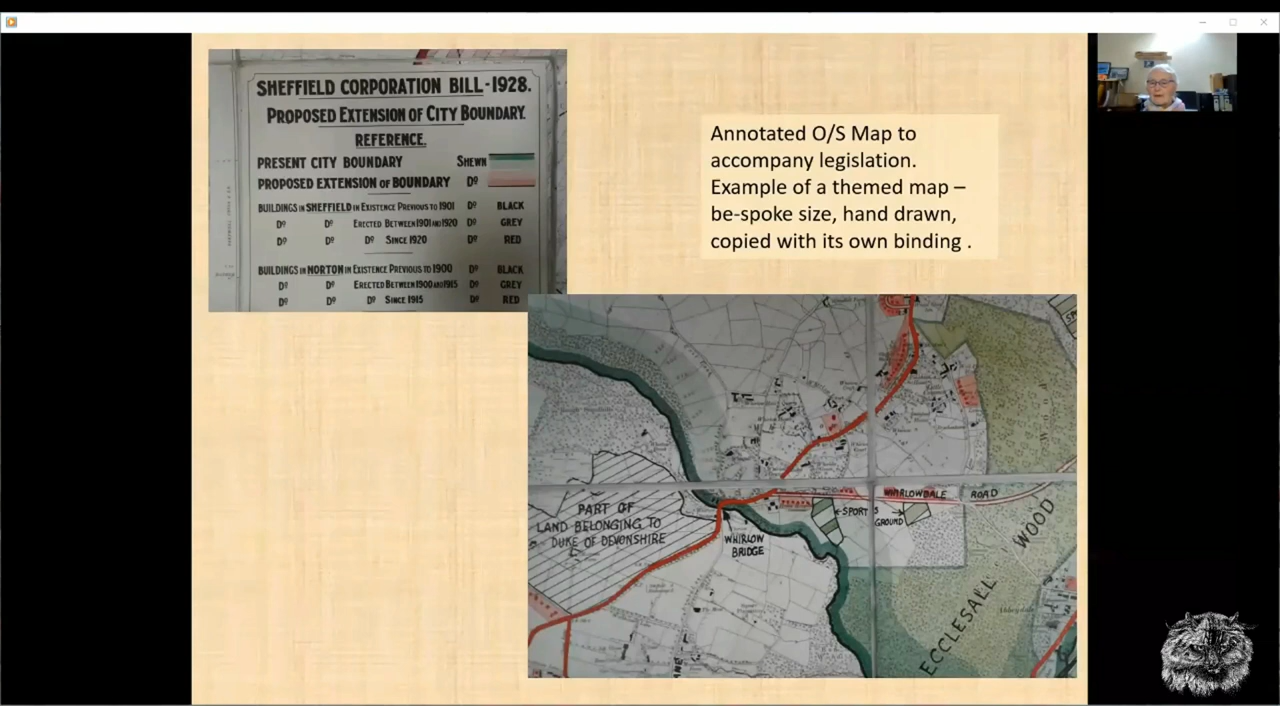 SHEFFIELD CORPORATION BILL - 1928.
PROPOSED EXTENSION OF CITY BOUNDARY.
REFERENCE.
PRESENT CITY BOUNDARY SHEWN
PROPOSED EXTENSION OF BOUNDARY Dº
BUILDINGS IN SHEFFIELD IN EXISTENCE PREVIOUS TO 1901 Dº BLACK
Dº Dº ERECTED BETWEEN 1901 AND 1920 Dº GREY
Dº Dº Dº SINCE 1920 Dº RED
BUILDINGS IN NORTON IN EXISTENCE PREVIOUS TO 1900 Dº BLACK
Dº Dº ERECTED BETWEEN 1900 AND 1915 Dº GREY
Dº Dº Dº SINCE 1915 Dº RED
Annotated O/S Map to
accompany legislation.
Example of a themed map –
be-spoke size, hand drawn,
copied with its own binding .
WHIRLOWDALE ROAD
PART OF
LAND BELONGING TO
DUKE OF DEVONSHIRE
SPORTS
GROUND
WHIRLOW
BRIDGE
ECCLESALL WOOD